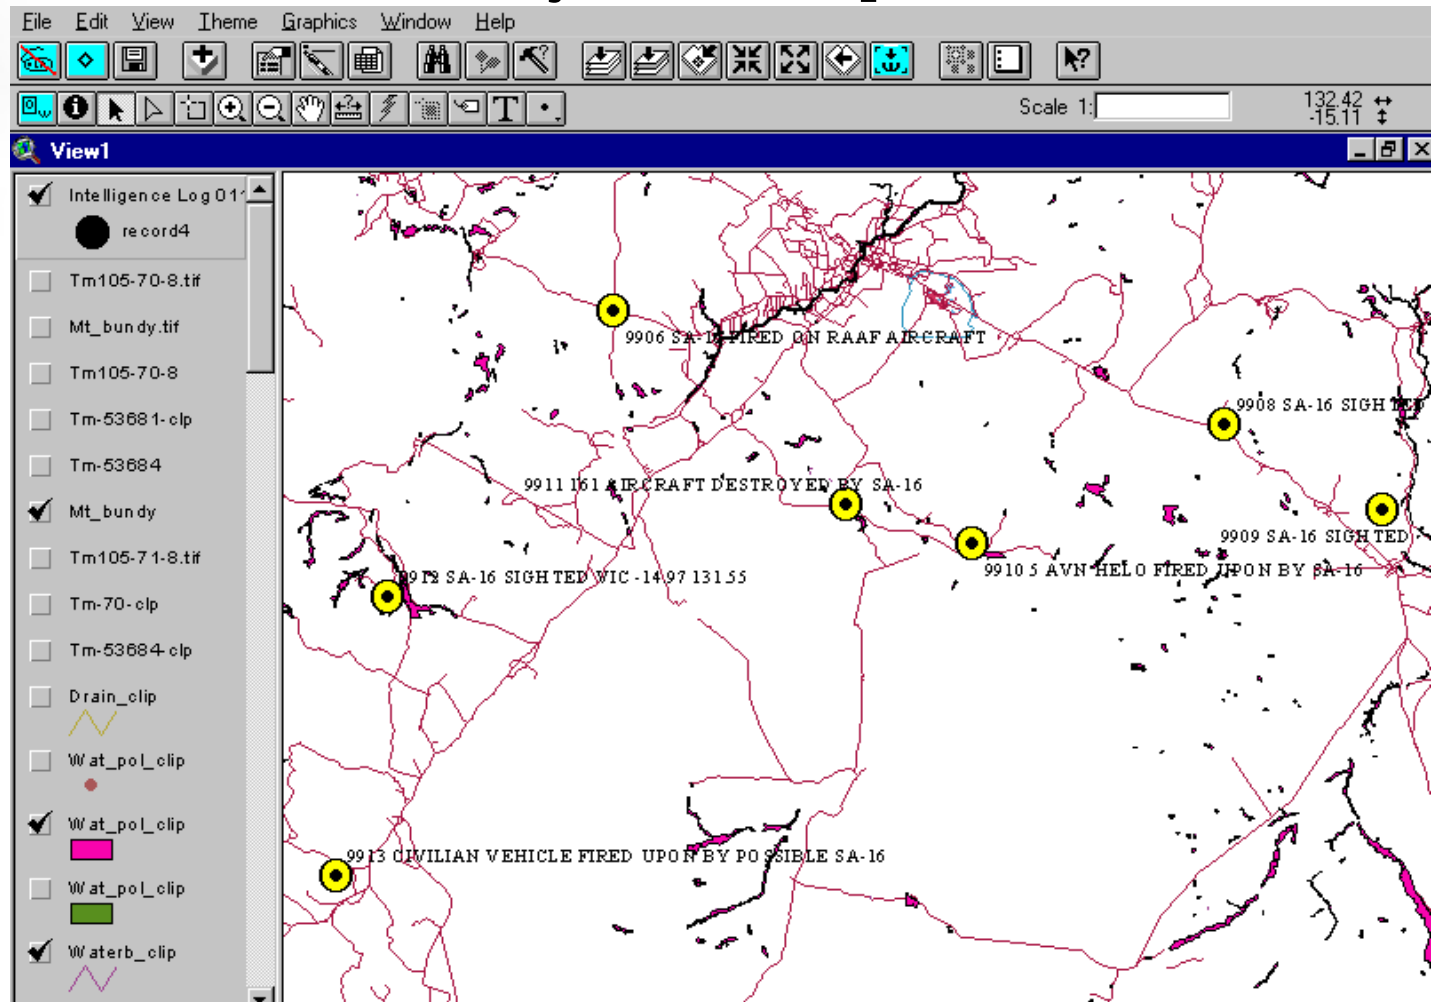 File Edit View Theme Graphics Window Help
Scale 1: 132.42
-15.11
View1
Intelligence Log 011
record4
Tm105-70-8.tif
Mt_bundy.tif
Tm105-70-8
Tm-53681-clp
Tm-53684
Mt_bundy
Tm105-71-8.tif
Tm-70-clp
Tm-53684-clp
Drain_clip
Wat_pol_clip
Wat_pol_clip
Wat_pol_clip
Waterb_clip
9906 SA-16 FIRED ON RAAF AIRCRAFT
9908 SA-16 SIGHTED
9911 161 AIRCRAFT DESTROYED BY SA-16
9909 SA-16 SIGHTED
9910 5 AVN HELO FIRED UPON BY SA-16
9912 SA-16 SIGHTED VIC -14.97 131.55
9913 CIVILIAN VEHICLE FIRED UPON BY POSSIBLE SA-16